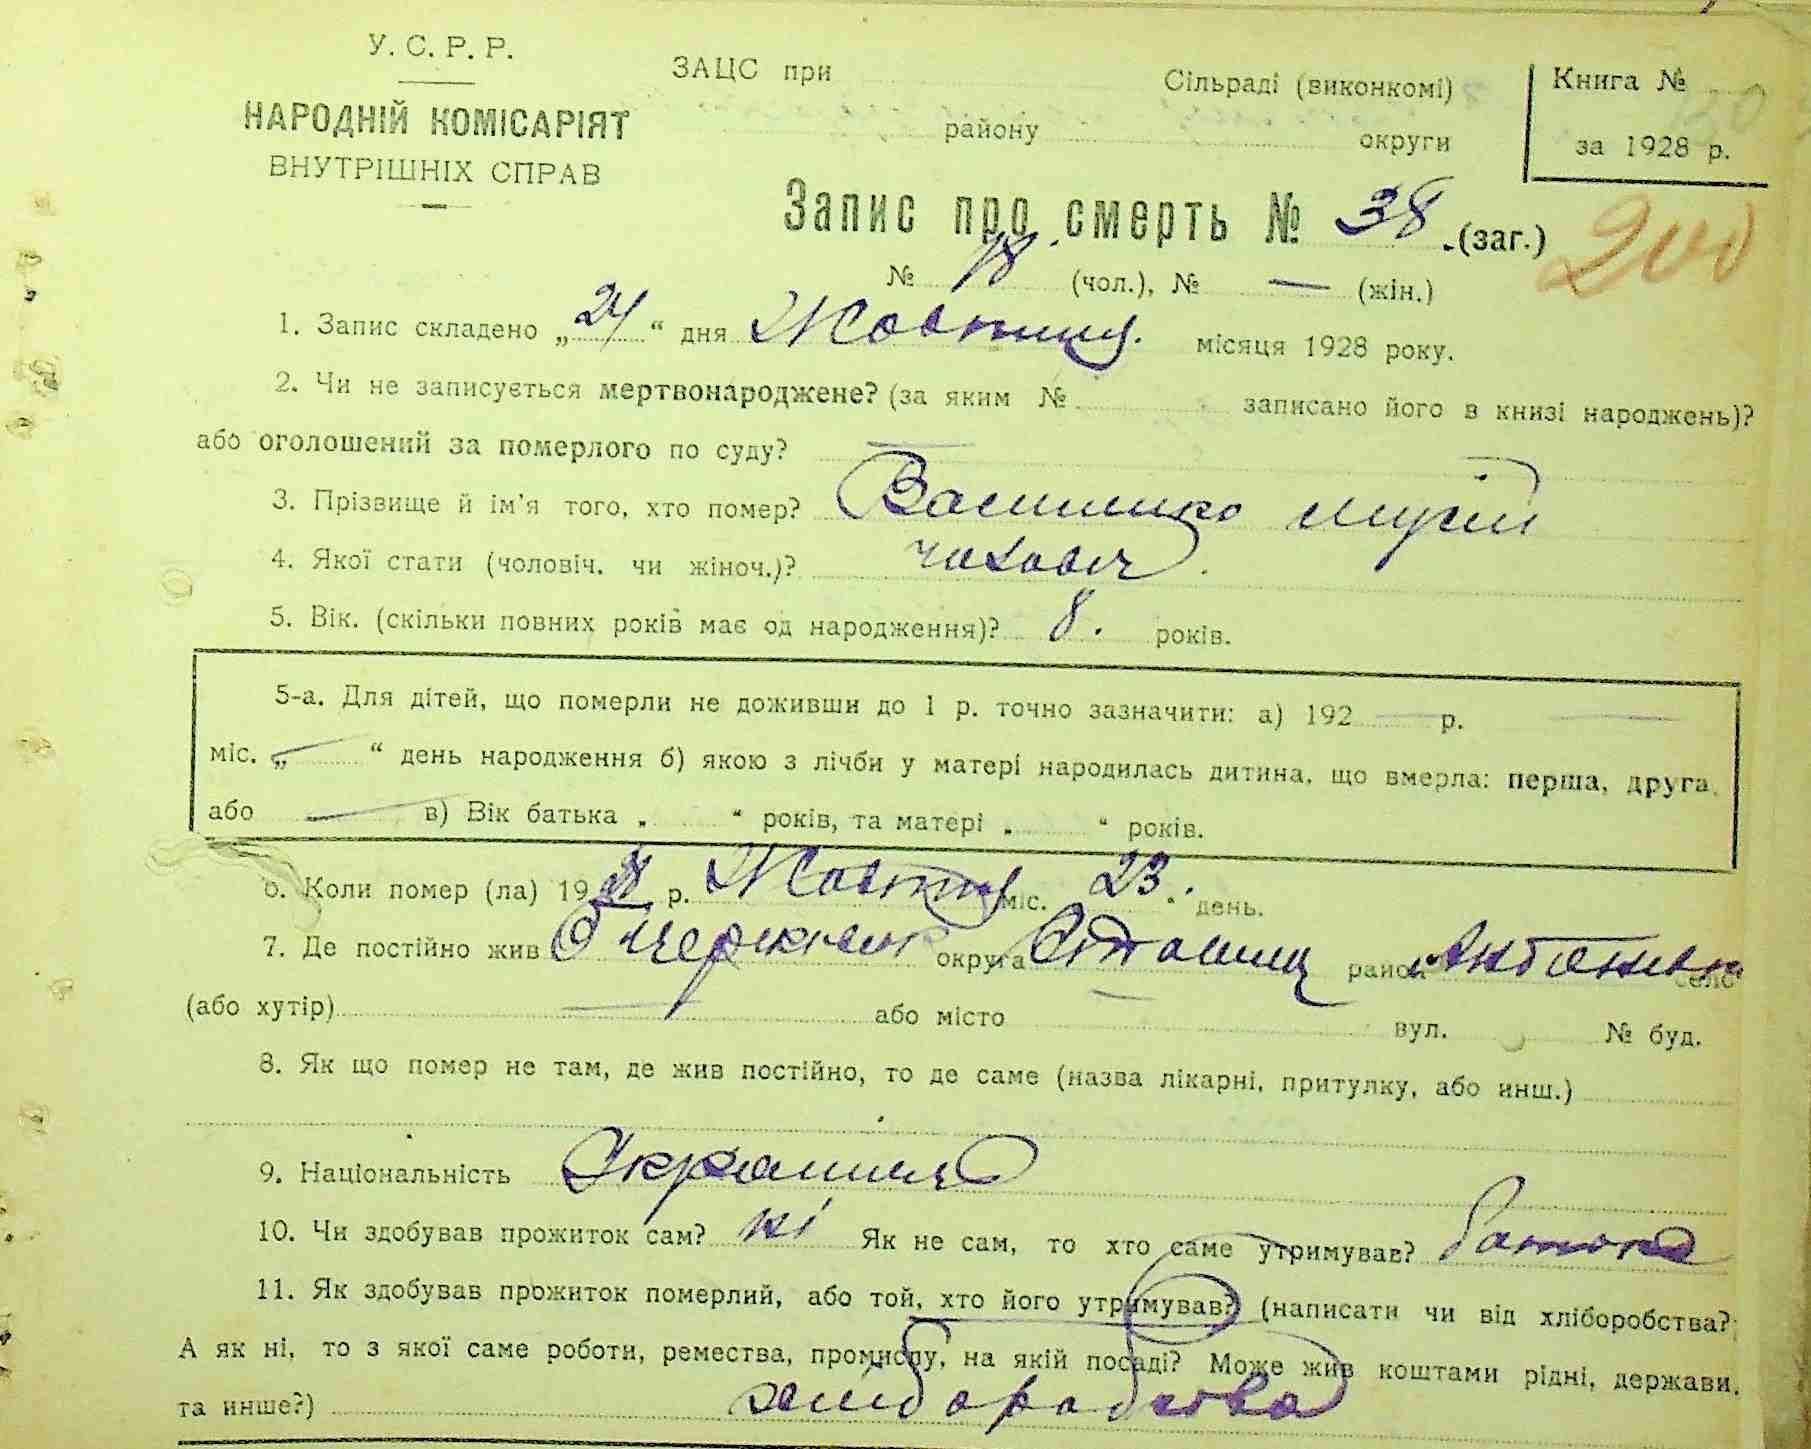 У. С. Р. Р.
НАРОДНІЙ КОМІСАРІЯТ
ВНУТРІШНІХ СПРАВ
ЗАЦС при Сільраді (виконкомі)
району округи
Книга №
за 1928 р.
Запис про смерть № 38 (заг.)
200
№ 18 (чол.), № — (жін.)
1. Запис складено „24“ дня Жовтня місяця 1928 року.
2. Чи не записується мертвонароджене? (за яким № записано його в книзі народжень)?
або оголошений за померлого по суду? —
3. Прізвище й ім'я того, хто помер? Василенко
4. Якої стати (чоловіч. чи жіноч.)? чоловіч
5. Вік. (скільки повних років має од народження)? 8. років.
5-а. Для дітей, що померли не доживши до 1 р. точно зазначити: а) 192 — р. —
міс. „—“ день народження б) якою з лічби у матері народилась дитина, що вмерла: перша, друга,
або — в) Вік батька „ “ років, та матері „ “ років.
6. Коли помер (ла) 1928 р. Жовтня міс. 23. день.
7. Де постійно жив округа район Антонівка село
(або хутір) — або місто — вул. № буд.
8. Як що помер не там, де жив постійно, то де саме (назва лікарні, притулку, або инш.)
9. Національність Українець
10. Чи здобував прожиток сам? ні Як не сам, то хто саме утримував? батько
11. Як здобував прожиток померлий, або той, хто його утримував? (написати чи від хліборобства?
А як ні, то з якої саме роботи, ремества, промислу, на якій посаді? Може жив коштами рідні, держави,
та инше?) хліборобства